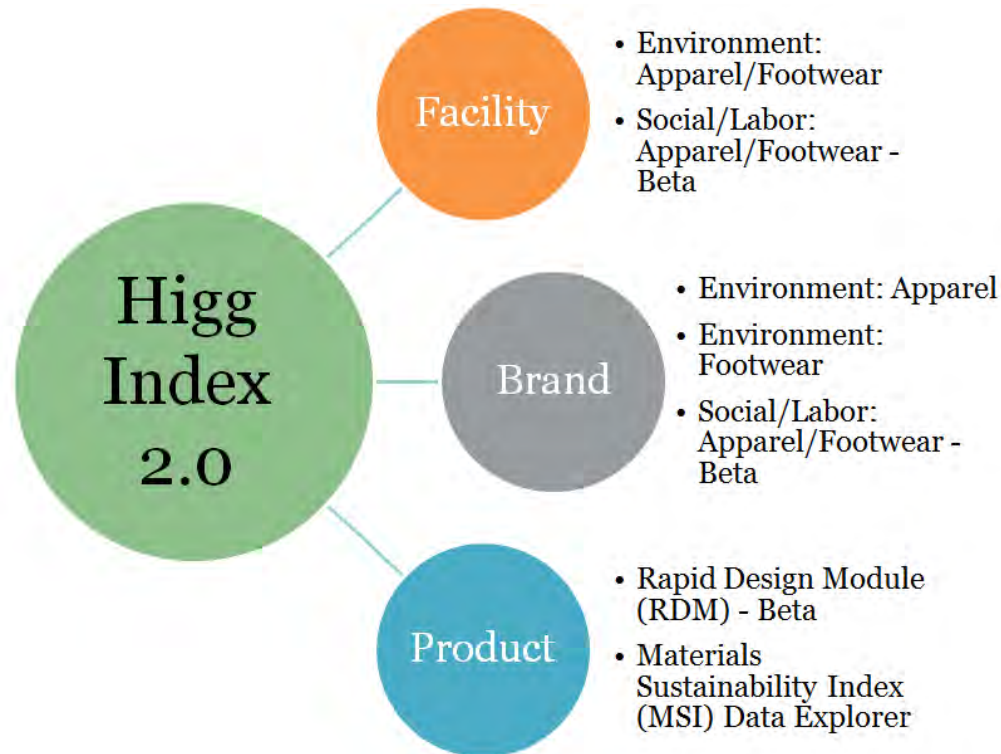 Higg
Index
2.0
Facility
• Environment:
Apparel/Footwear
• Social/Labor:
Apparel/Footwear -
Beta
Brand
• Environment: Apparel
• Environment:
Footwear
• Social/Labor:
Apparel/Footwear -
Beta
Product
• Rapid Design Module
(RDM) - Beta
• Materials
Sustainability Index
(MSI) Data Explorer